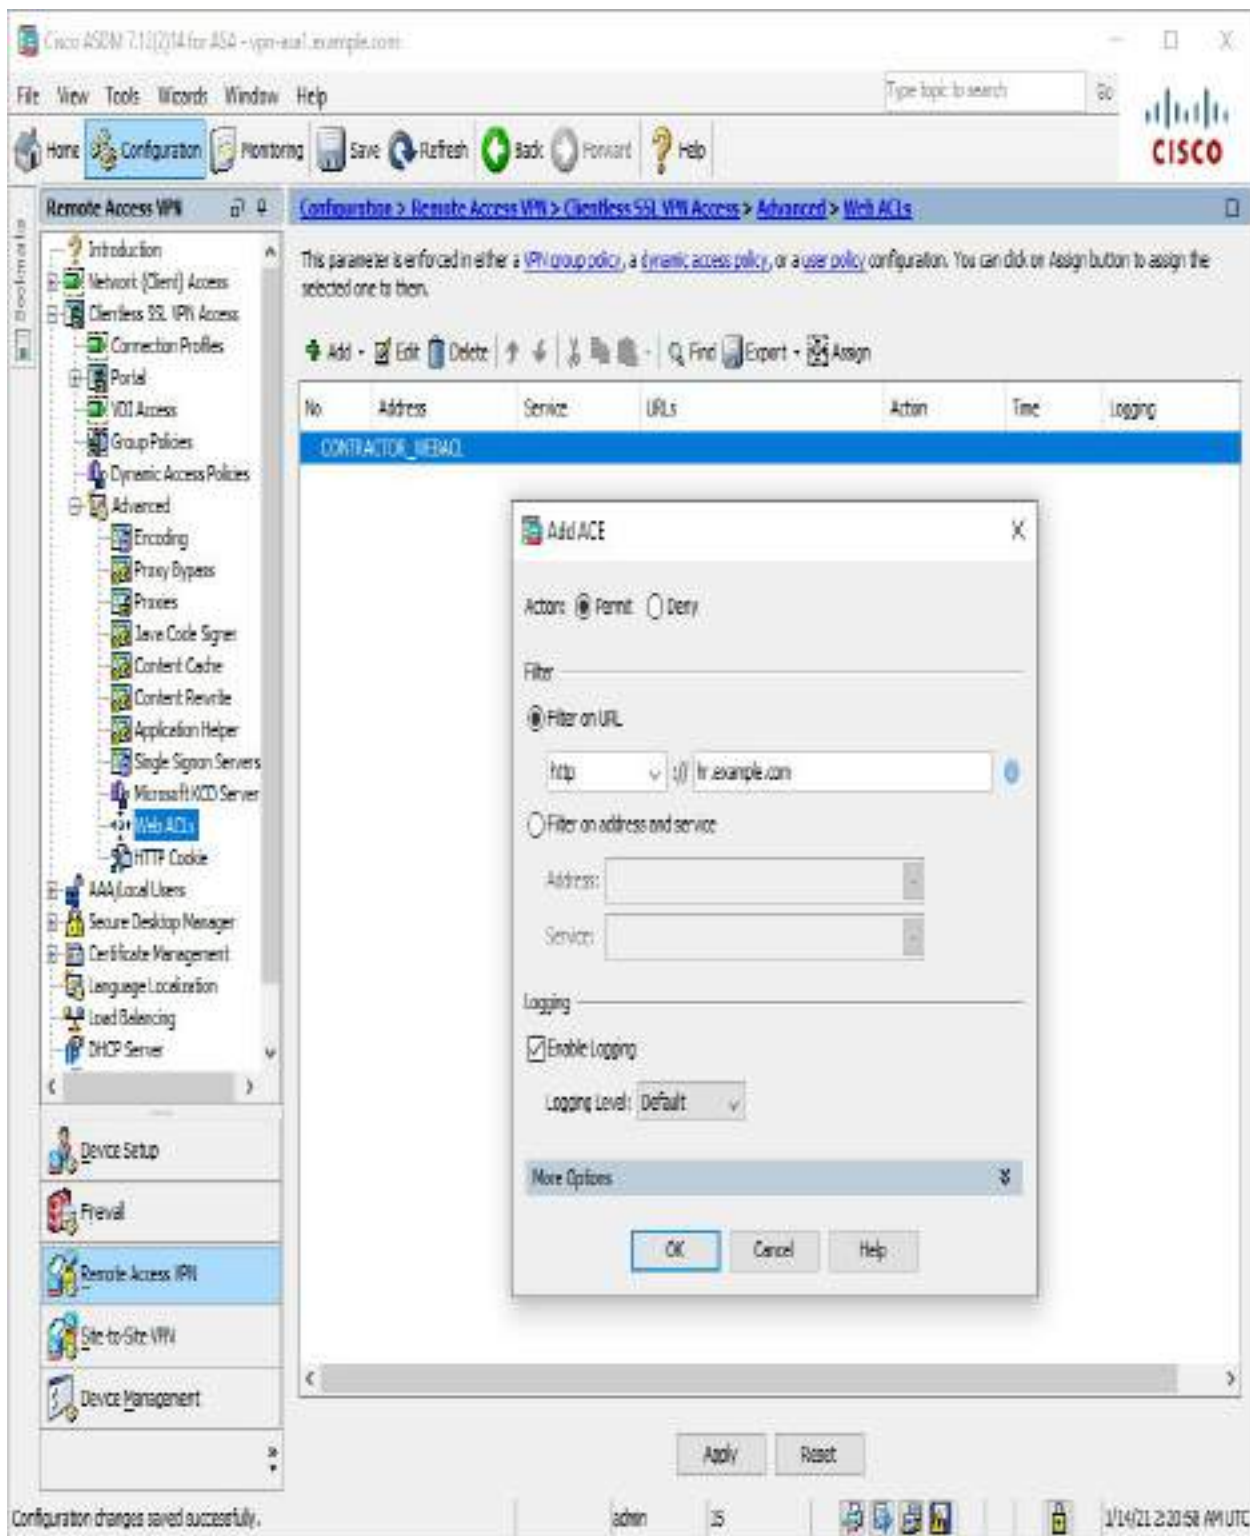 Cisco ASDM 7.13(2)14 for ASA - vpn-asa1.example.com
File View Tools Wizards Window Help
Type topic to search
Go
CISCO
Home Configuration Monitoring Save Refresh Back Forward Help
Bookmarks
Remote Access VPN
Introduction
Network (Client) Access
Clientless SSL VPN Access
Connection Profiles
Portal
VDI Access
Group Policies
Dynamic Access Policies
Advanced
Encoding
Proxy Bypass
Proxies
Java Code Signer
Content Cache
Content Rewrite
Application Helper
Single Signon Servers
Microsoft KCD Server
Web ACLs
HTTP Cookie
AAA/Local Users
Secure Desktop Manager
Certificate Management
Language Localization
Load Balancing
DHCP Server
Device Setup
Firewall
Remote Access VPN
Site-to-Site VPN
Device Management
Configuration > Remote Access VPN > Clientless SSL VPN Access > Advanced > Web ACLs
This parameter is enforced in either a VPN group policy, a dynamic access policy, or a user policy configuration. You can click on Assign button to assign the
selected one to them.
Add Edit Delete Find Export Assign
No Address Service URLs Action Time Logging
CONTRACTOR_WEBACL
Add ACE
Action: Permit Deny
Filter
Filter on URL
http :// hr.example.com
Filter on address and service
Address:
Service:
Logging
Enable Logging
Logging Level: Default
More Options
OK Cancel Help
Apply Reset
Configuration changes saved successfully.
admin
15
1/14/21 2:20:58 AM UTC